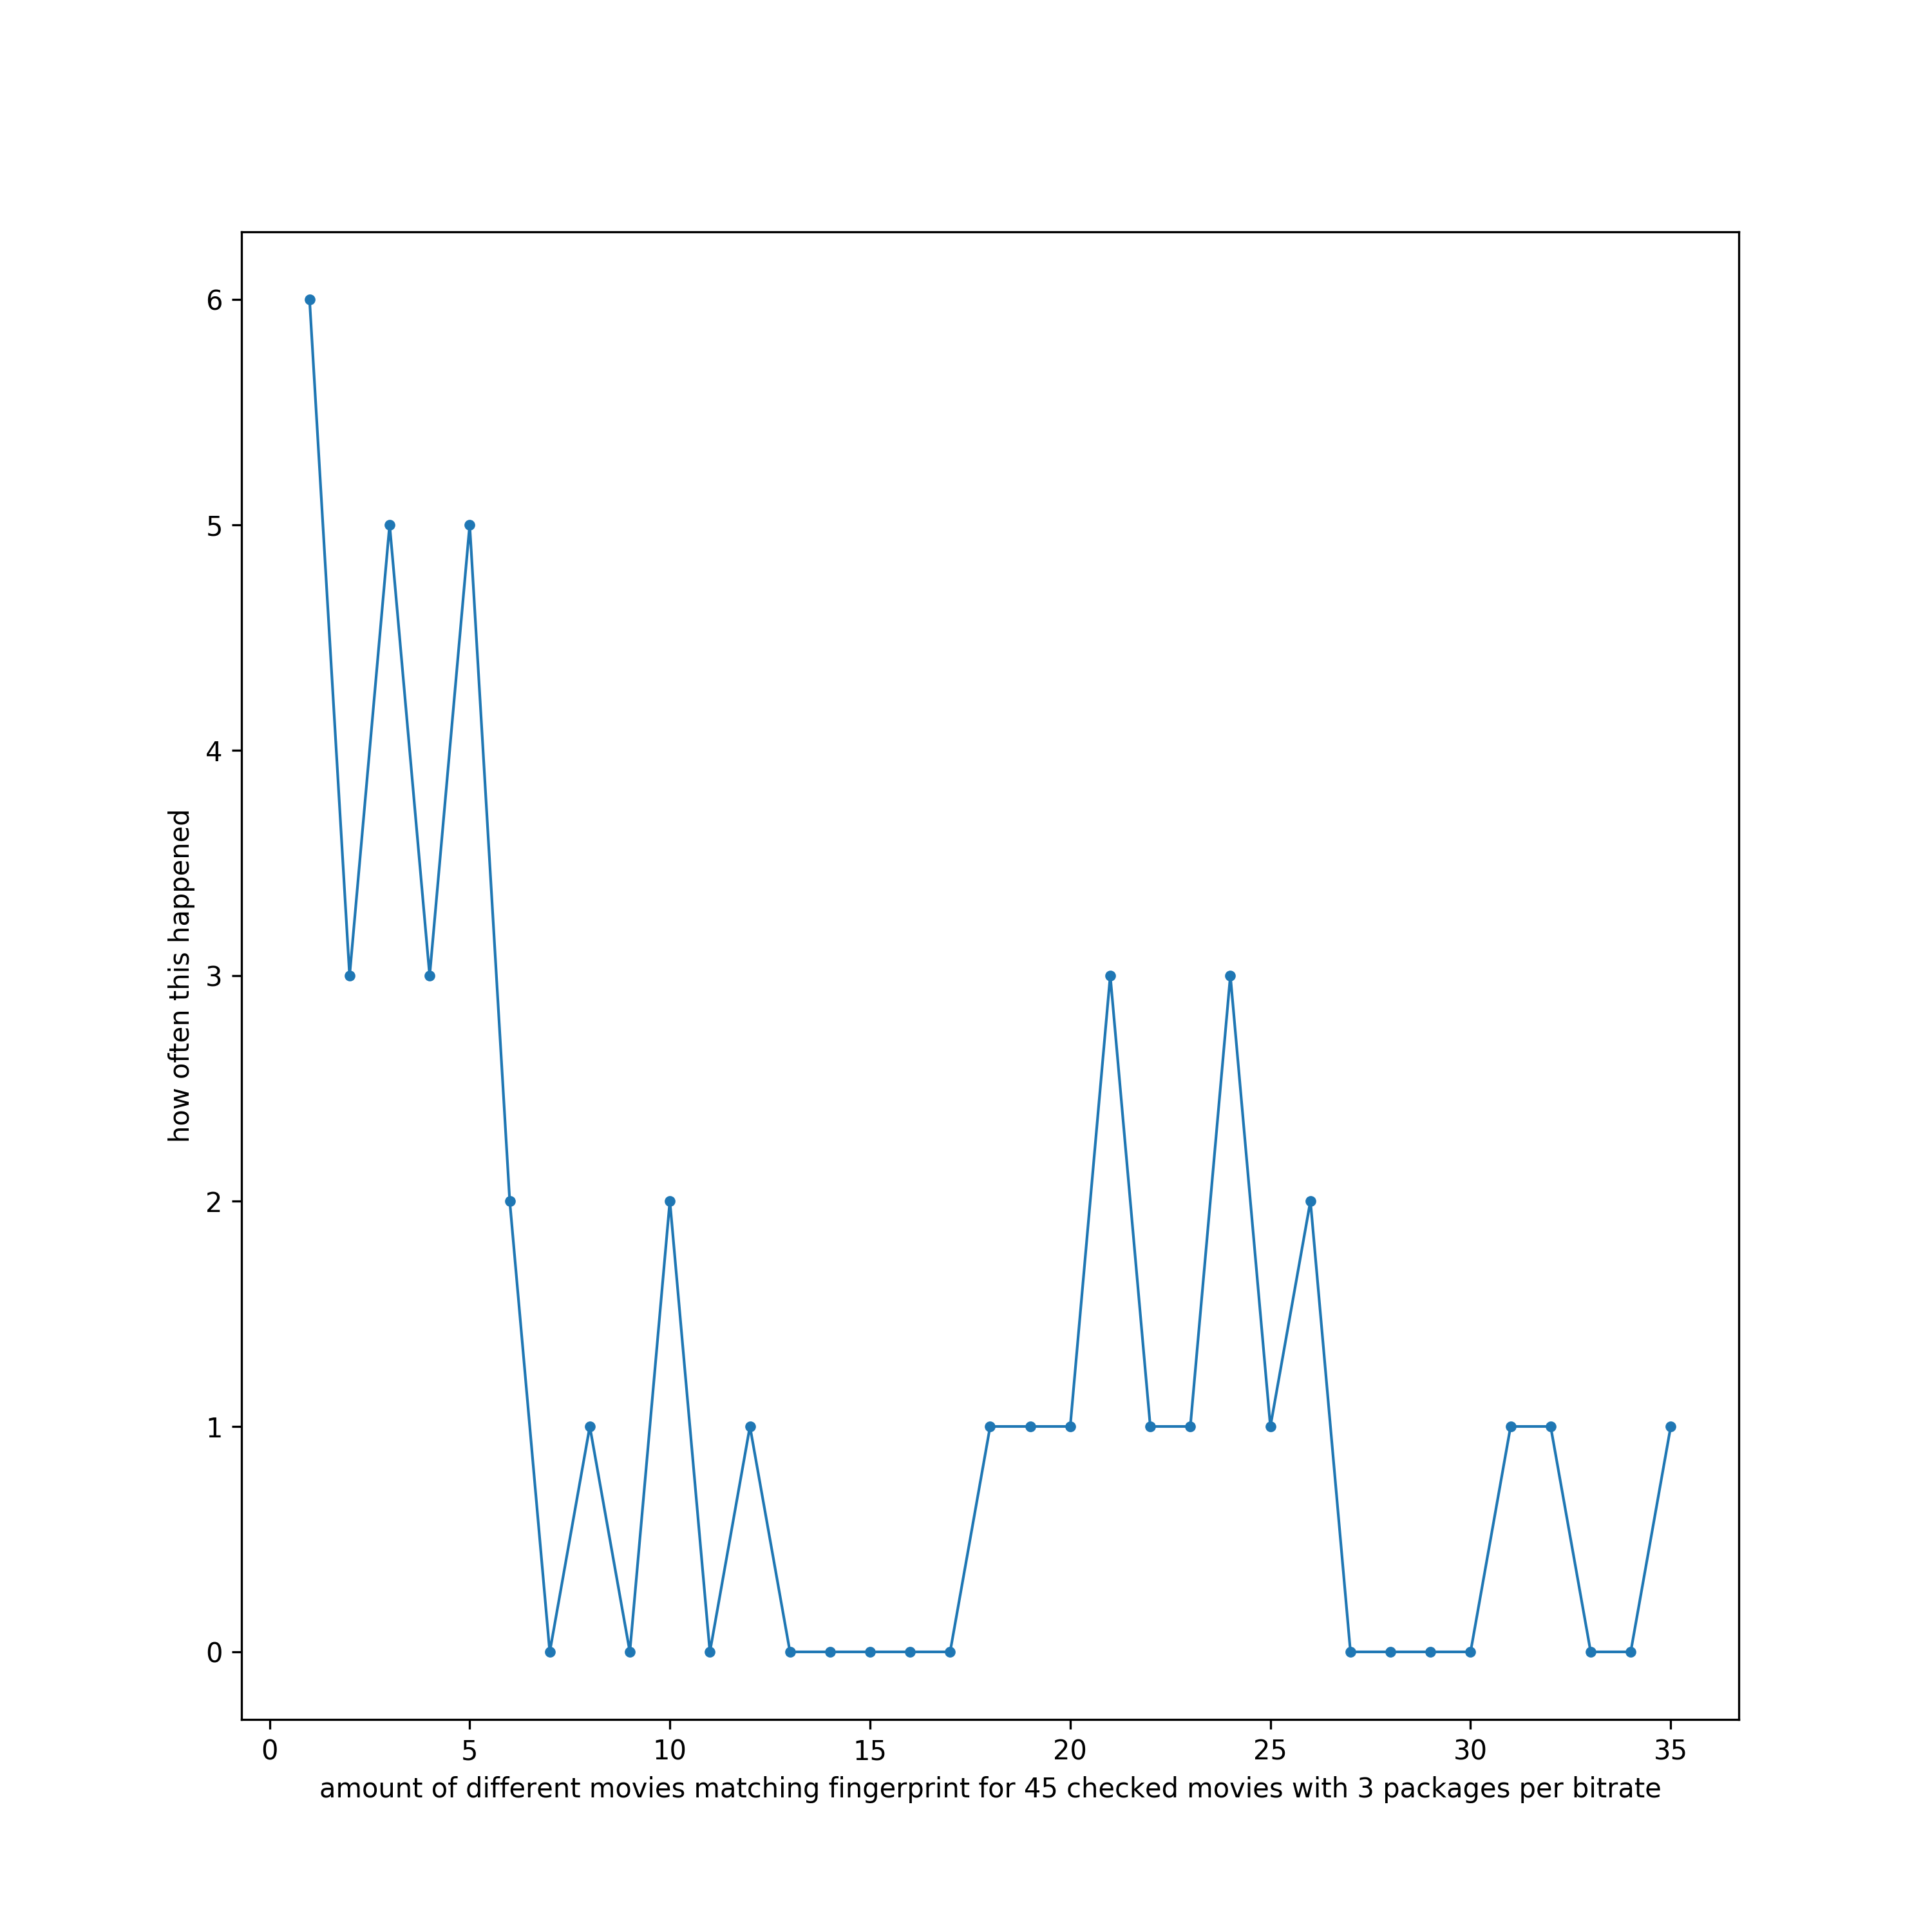 6
5
4
3
2
1
0
how often this happened
0 5 10 15 20 25 30 35
amount of different movies matching fingerprint for 45 checked movies with 3 packages per bitrate